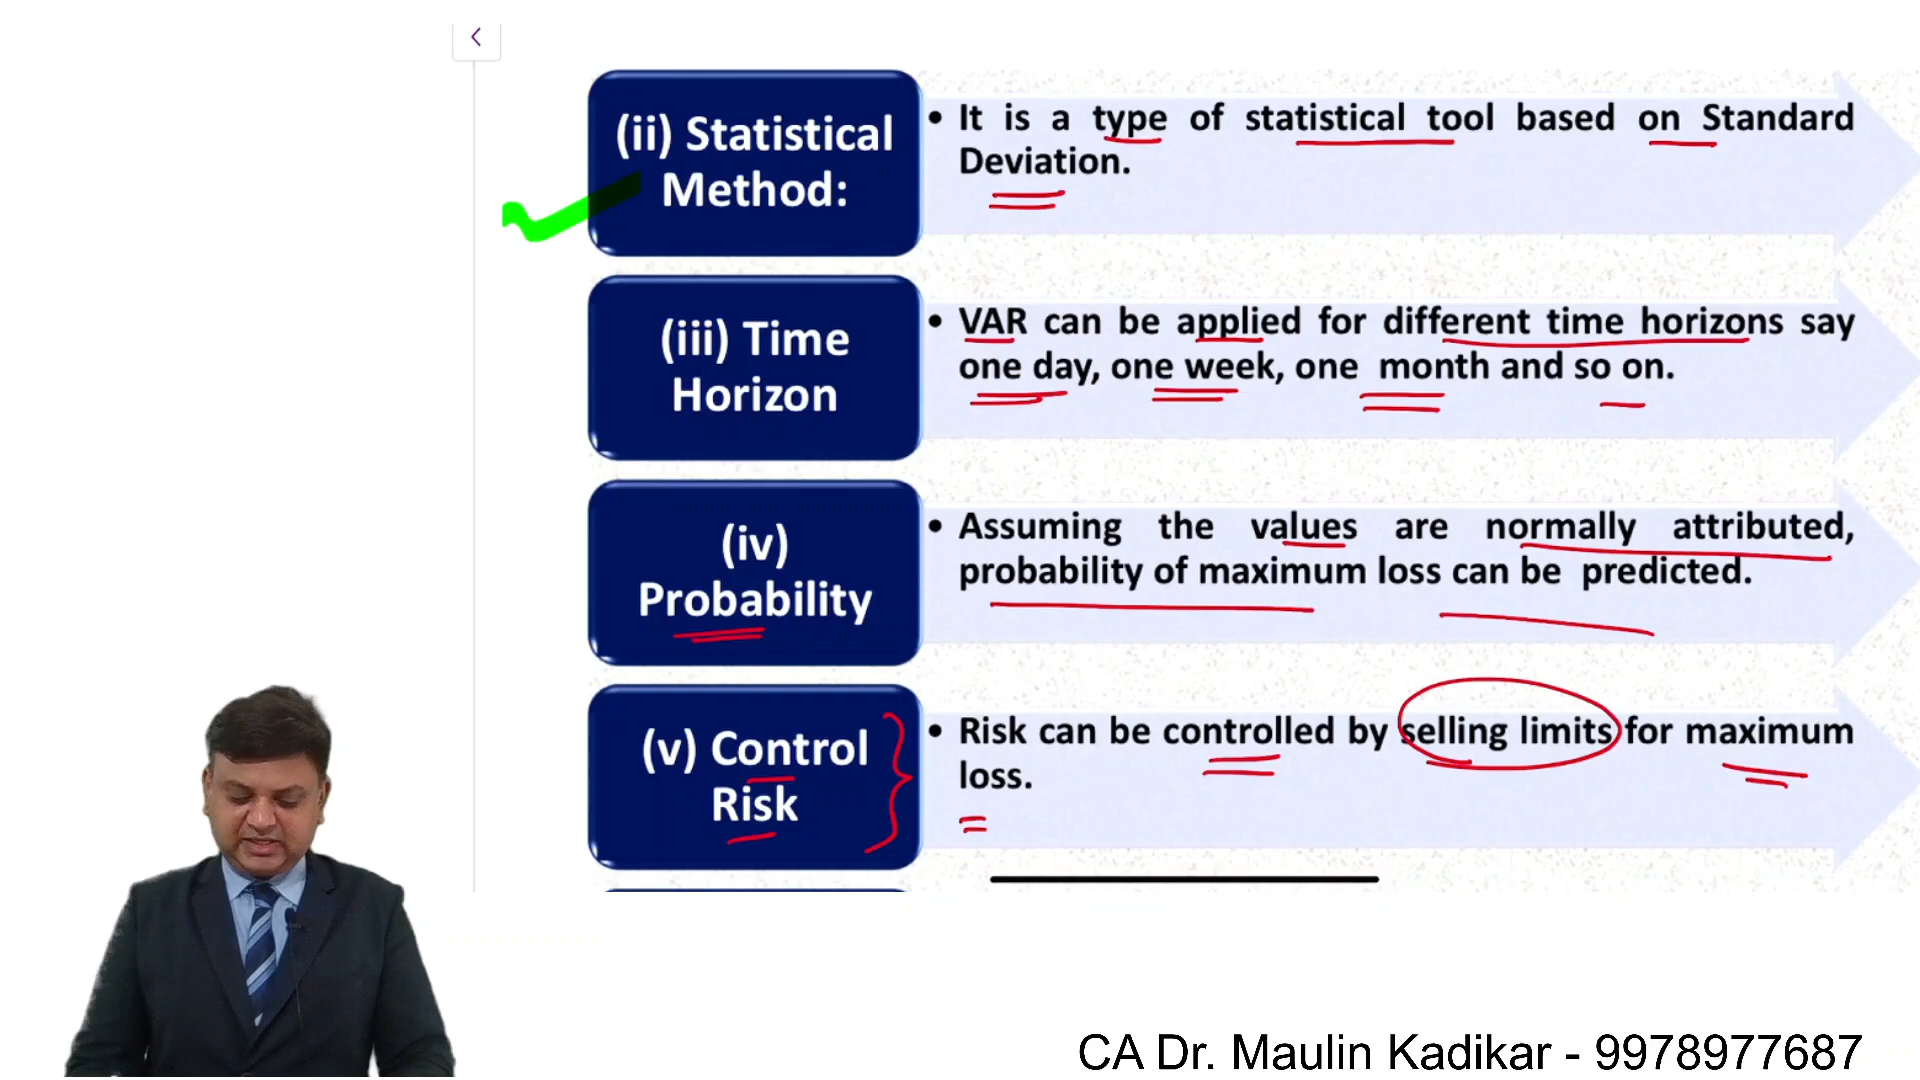 (ii) Statistical
Method:
• It is a type of statistical tool based on Standard
Deviation.
(iii) Time
Horizon
• VAR can be applied for different time horizons say
one day, one week, one month and so on.
(iv)
Probability
• Assuming the values are normally attributed,
probability of maximum loss can be predicted.
(v) Control
Risk
• Risk can be controlled by selling limits for maximum
loss.
CA Dr. Maulin Kadikar - 9978977687